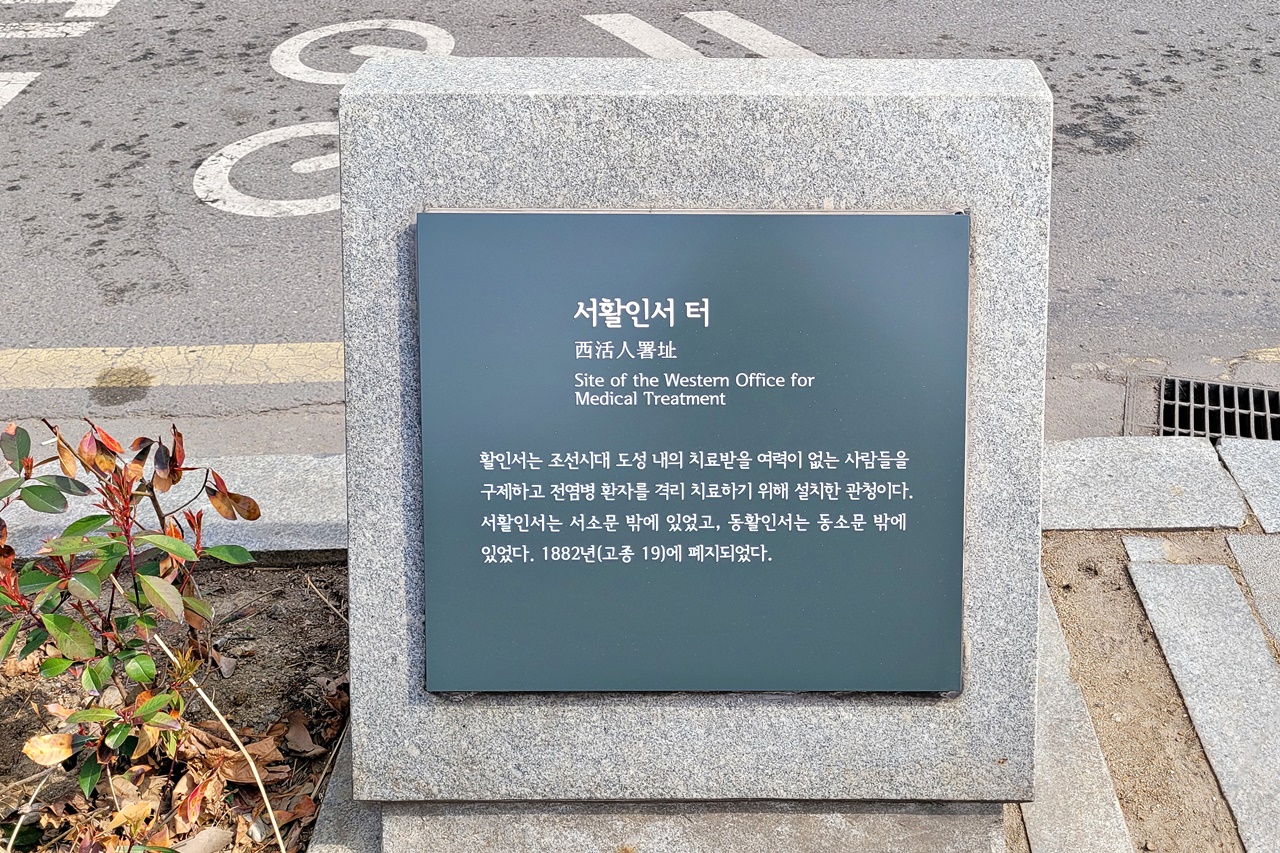 서활인서 터
西活人署址
Site of the Western Office for
Medical Treatment
활인서는 조선시대 도성 내의 치료받을 여력이 없는 사람들을
구제하고 전염병 환자를 격리 치료하기 위해 설치한 관청이다.
서활인서는 서소문 밖에 있었고, 동활인서는 동소문 밖에
있었다. 1882년(고종 19)에 폐지되었다.